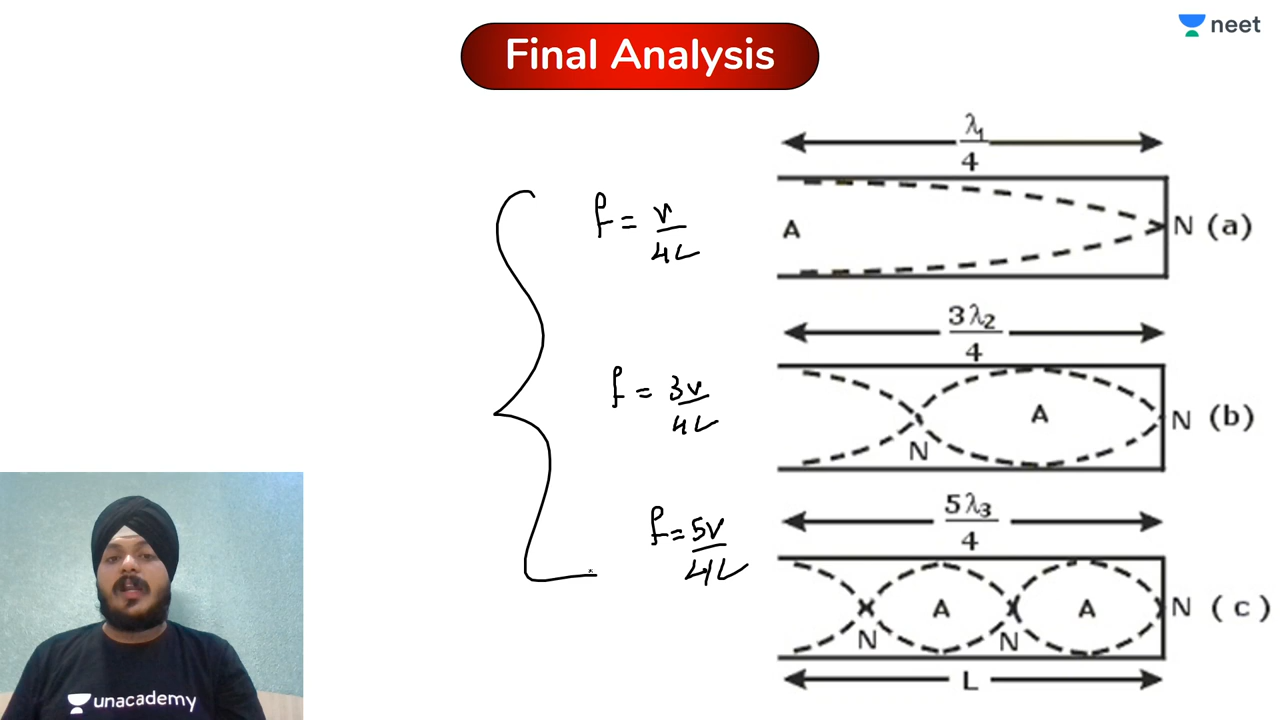 Final Analysis
neet
λ1
4
A
N (a)
f = v
4L
3λ2
4
A
N
N (b)
f = 3v
4L
5λ3
4
A
A
N
N
N (c)
f = 5v
4L
L
unacademy